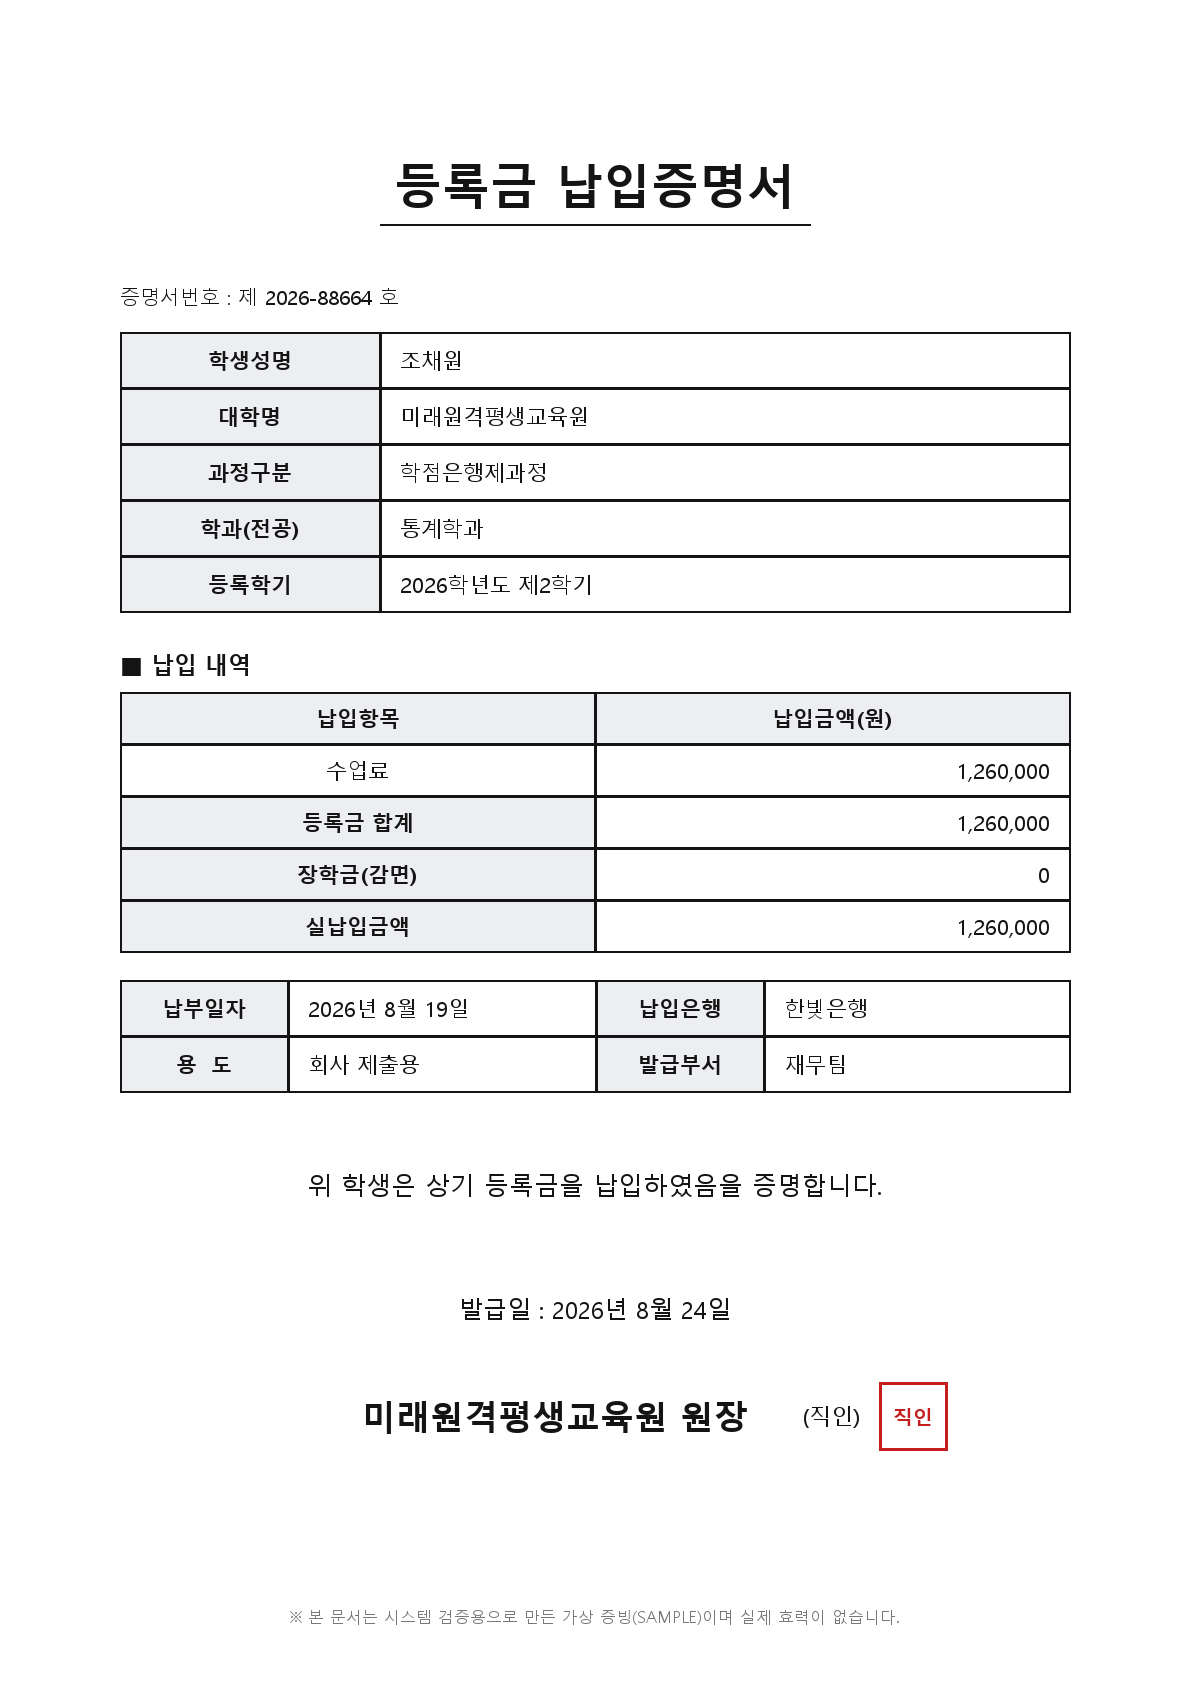 등록금 납입증명서
증명서번호 : 제 2026-88664 호
학생성명 조채원
대학명 미래원격평생교육원
과정구분 학점은행제과정
학과(전공) 통계학과
등록학기 2026학년도 제2학기
■ 납입 내역
납입항목 납입금액(원)
수업료 1,260,000
등록금 합계 1,260,000
장학금(감면) 0
실납입금액 1,260,000
납부일자 2026년 8월 19일 납입은행 한빛은행
용 도 회사 제출용 발급부서 재무팀
위 학생은 상기 등록금을 납입하였음을 증명합니다.
발급일 : 2026년 8월 24일
미래원격평생교육원 원장 (직인) 직인
※ 본 문서는 시스템 검증용으로 만든 가상 증빙(SAMPLE)이며 실제 효력이 없습니다.